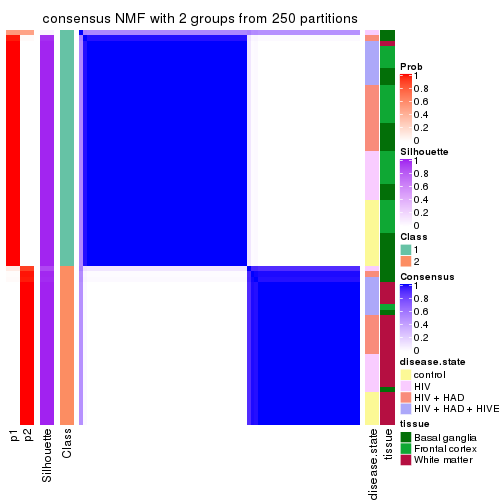 consensus NMF with 2 groups from 250 partitions
Prob
1
0.8
0.6
0.4
0.2
0
Silhouette
1
0.8
0.6
0.4
0.2
0
Class
1
2
Consensus
1
0.8
0.6
0.4
0.2
0
disease.state
control
HIV
HIV + HAD
HIV + HAD + HIVE
tissue
Basal ganglia
Frontal cortex
White matter
p1
p2
Silhouette
Class
disease.state
tissue